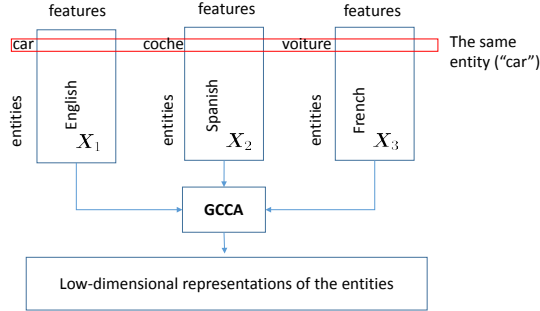 features
features
features
car
coche
voiture
The same
entity (“car”)
entities
English
X1
entities
Spanish
X2
entities
French
X3
GCCA
Low-dimensional representations of the entities